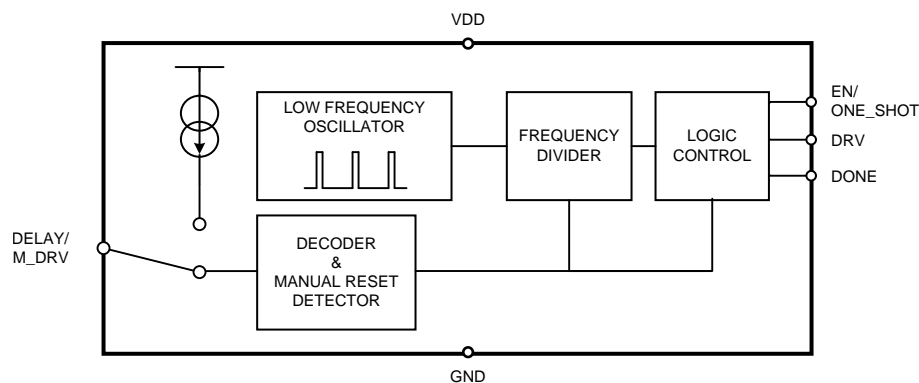 VDD
EN/
ONE_SHOT
LOW FREQUENCY
OSCILLATOR
FREQUENCY
DIVIDER
LOGIC
CONTROL
DRV
DONE
DELAY/
M_DRV
DECODER
&
MANUAL RESET
DETECTOR
GND